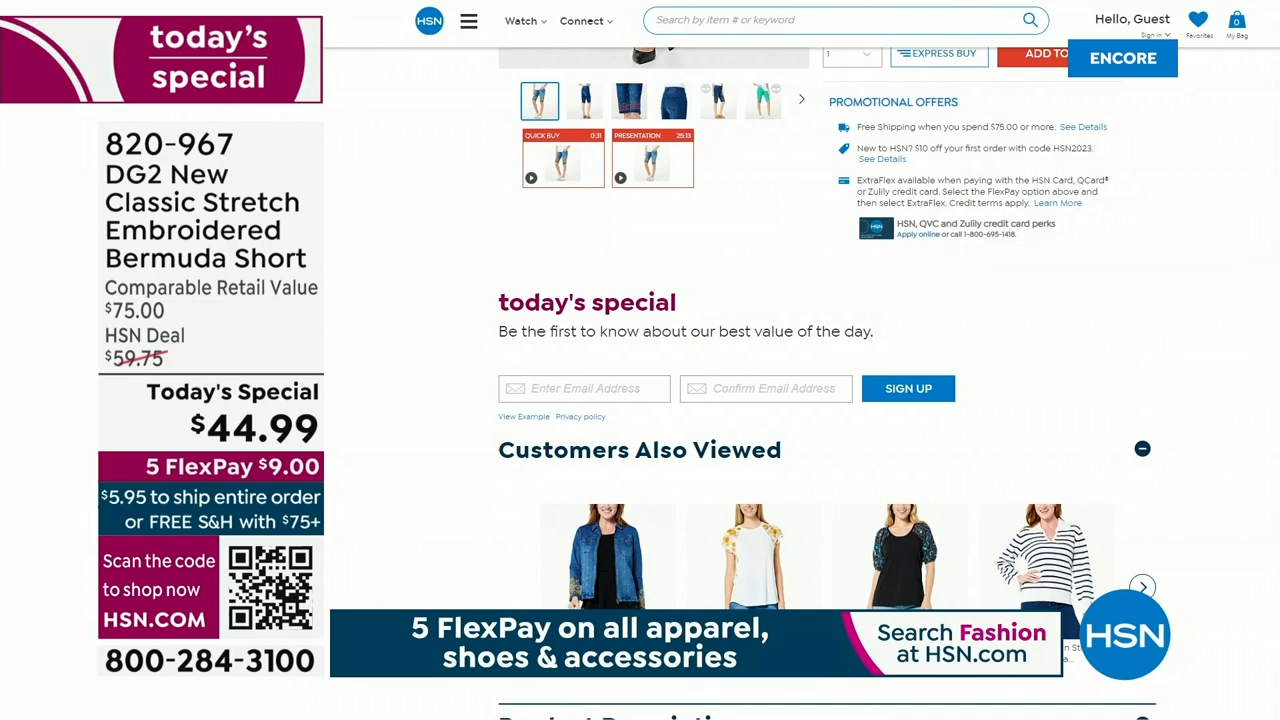 today's
special
820-967
DG2 New
Classic Stretch
Embroidered
Bermuda Short
Comparable Retail Value
$75.00
HSN Deal
$59.75
Today's Special
$44.99
5 FlexPay $9.00
$5.95 to ship entire order
or FREE S&H with $75+
Scan the code
to shop now
HSN.COM
800-284-3100
HSN
Watch
Connect
Search by item # or keyword
Hello, Guest
Sign in
Favorites
0
My Bag
ENCORE
1
EXPRESS BUY
ADD TO
QUICK BUY 0:31
PRESENTATION 25:13
PROMOTIONAL OFFERS
Free Shipping when you spend $75.00 or more. See Details
New to HSN? $10 off your first order with code HSN2023.
See Details
ExtraFlex available when paying with the HSN Card, QCard®
or Zulily credit card. Select the FlexPay option above and
then select ExtraFlex. Credit terms apply. Learn More
HSN
HSN, QVC and Zulily credit card perks
Apply online or call 1-800-695-1418.
today's special
Be the first to know about our best value of the day.
Enter Email Address
Confirm Email Address
SIGN UP
View Example Privacy policy
Customers Also Viewed
5 FlexPay on all apparel,
shoes & accessories
Search Fashion
at HSN.com
HSN